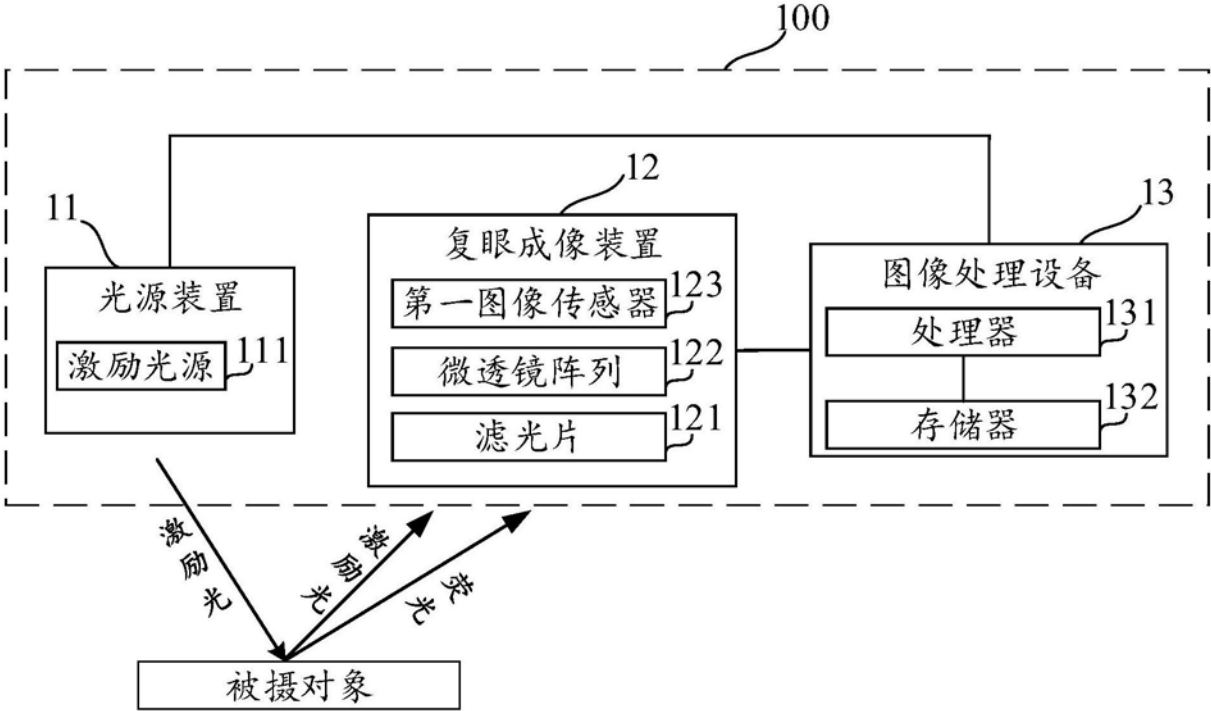 100
11
光源装置
激励光源 111
12
复眼成像装置
第一图像传感器 123
微透镜阵列 122
滤光片 121
13
图像处理设备
处理器 131
存储器 132
激励光
激励光
荧光
被摄对象